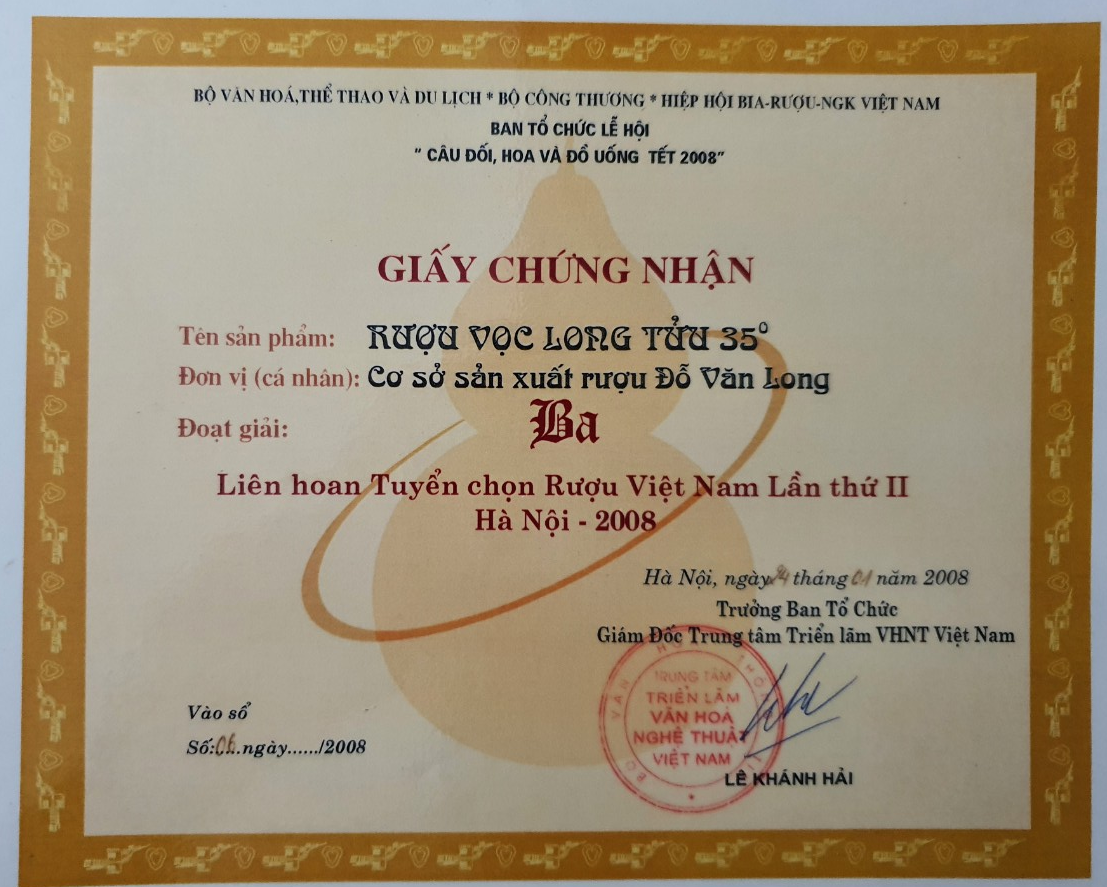 BỘ VĂN HOÁ,THỂ THAO VÀ DU LỊCH * BỘ CÔNG THƯƠNG * HIỆP HỘI BIA-RƯỢU-NGK VIỆT NAM
BAN TỔ CHỨC LỄ HỘI
" CÂU ĐỐI, HOA VÀ ĐỒ UỐNG TẾT 2008"
GIẤY CHỨNG NHẬN
Tên sản phẩm: RƯỢU VỌC LONG TỬU 35°
Đơn vị (cá nhân): Cơ sở sản xuất rượu Đỗ Văn Long
Đoạt giải: Ba
Liên hoan Tuyển chọn Rượu Việt Nam Lần thứ II
Hà Nội - 2008
Hà Nội, ngày 24 tháng 01 năm 2008
Trưởng Ban Tổ Chức
Giám Đốc Trung tâm Triển lãm VHNT Việt Nam
TRUNG TÂM
TRIỂN LÃM
VĂN HOÁ
NGHỆ THUẬT
VIỆT NAM
LÊ KHÁNH HẢI
Vào sổ
Số:06...ngày....../2008